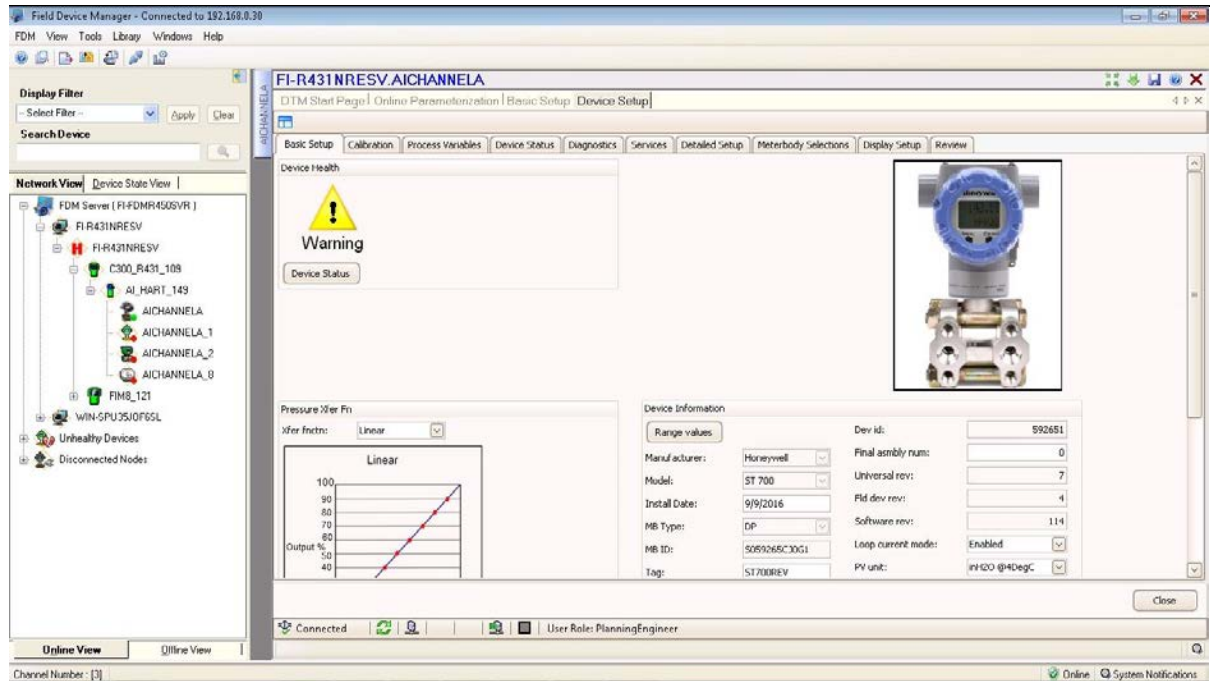 Field Device Manager - Connected to 192.168.0.30
FDM View Tools Library Windows Help
Display Filter
-- Select Filter --
Apply Clear
Search Device
Network View Device State View
FDM Server ( FI-FDMR450SVR )
FI-R431NRESV
FI-R431NRESV
C300_R431_109
AI_HART_149
AICHANNELA
AICHANNELA_1
AICHANNELA_2
AICHANNELA_8
FIM8_121
WIN-SPU35JOF6SL
Unhealthy Devices
Disconnected Nodes
Online View Offline View
Channel Number : [3]
AICHANNELA
FI-R431NRESV.AICHANNELA
DTM Start Page Online Parameterization Basic Setup Device Setup
Basic Setup Calibration Process Variables Device Status Diagnostics Services Detailed Setup Meterbody Selections Display Setup Review
Device Health
Warning
Device Status
Pressure Xfer Fn
Xfer fnctn: Linear
Linear
100
90
80
70
60
Output % 50
40
Device Information
Range values
Manufacturer: Honeywell
Model: ST 700
Install Date: 9/9/2016
MB Type: DP
MB ID:
Tag: ST700REV
Dev id: 592651
Final asmbly num: 0
Universal rev: 7
Fld dev rev: 4
Software rev: 114
Loop current mode: Enabled
PV unit: inH2O @4DegC
Close
Connected
User Role: PlanningEngineer
Online System Notifications